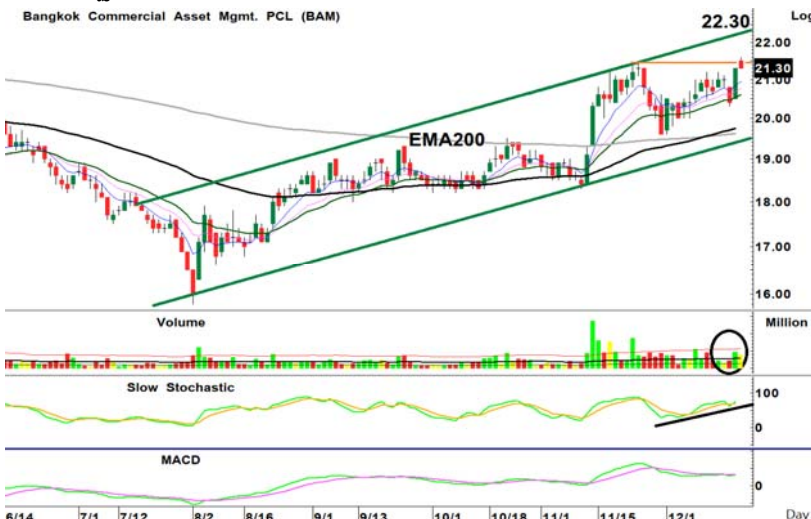 Bangkok Commercial Asset Mgmt. PCL (BAM)
22.30
Log
22.00
21.30
20.00
19.00
18.00
17.00
16.00
EMA200
Volume
Million
Slow Stochastic
100
0
MACD
0
6/14 7/1 7/12 8/2 8/16 9/1 9/13 10/1 10/18 11/1 11/15 12/1 Day